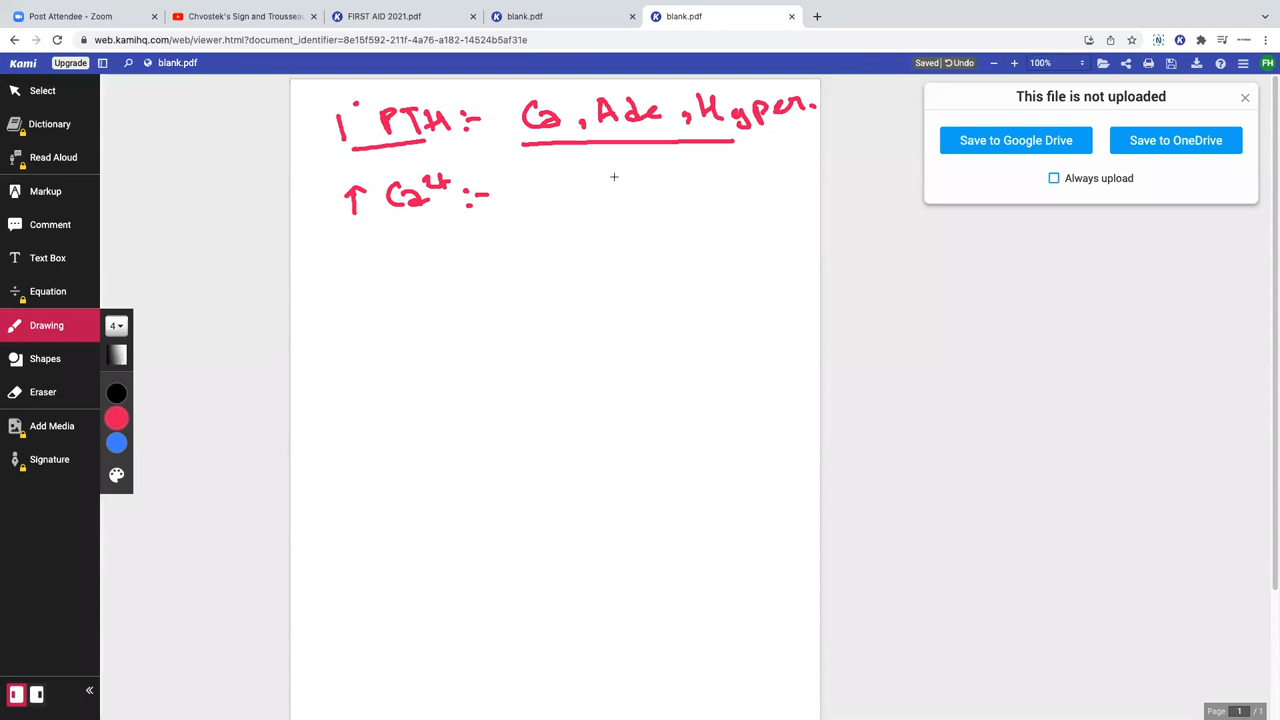 Post Attendee - Zoom
Chvostek's Sign and Trousseau
FIRST AID 2021.pdf
blank.pdf
blank.pdf
web.kamihq.com/web/viewer.html?document_identifier=8e15f592-211f-4a76-a182-14524b5af31e
Kami
Upgrade
blank.pdf
Saved
Undo
100%
FH
Select
Dictionary
Read Aloud
Markup
Comment
Text Box
Equation
Drawing
Shapes
Eraser
Add Media
Signature
4
1° PTH :- Ca, Ade, Hyper.
↑ Ca2+ :-
This file is not uploaded
Save to Google Drive
Save to OneDrive
Always upload
Page 1 / 1